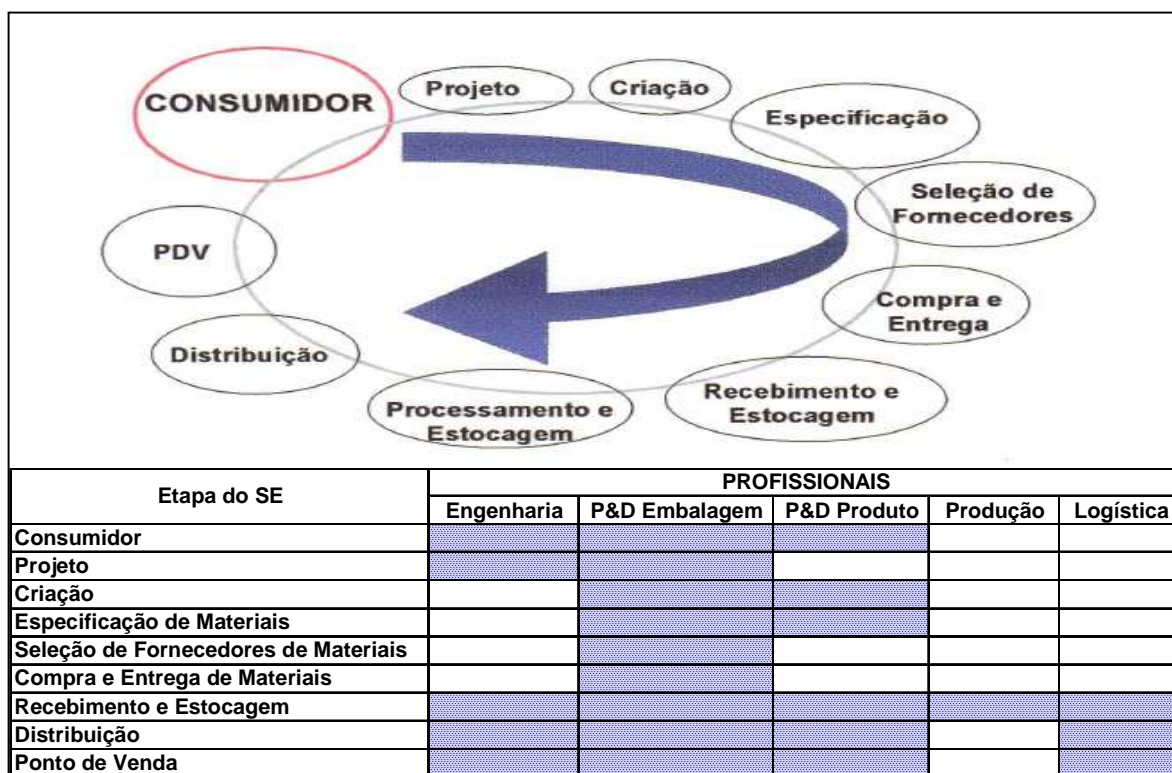 CONSUMIDOR
Projeto
Criação
Especificação
Seleção de
Fornecedores
Compra e
Entrega
Recebimento e
Estocagem
Processamento e
Estocagem
Distribuição
PDV
Etapa do SE
PROFISSIONAIS
Engenharia P&D Embalagem P&D Produto Produção Logística
Consumidor
Projeto
Criação
Especificação de Materiais
Seleção de Fornecedores de Materiais
Compra e Entrega de Materiais
Recebimento e Estocagem
Distribuição
Ponto de Venda